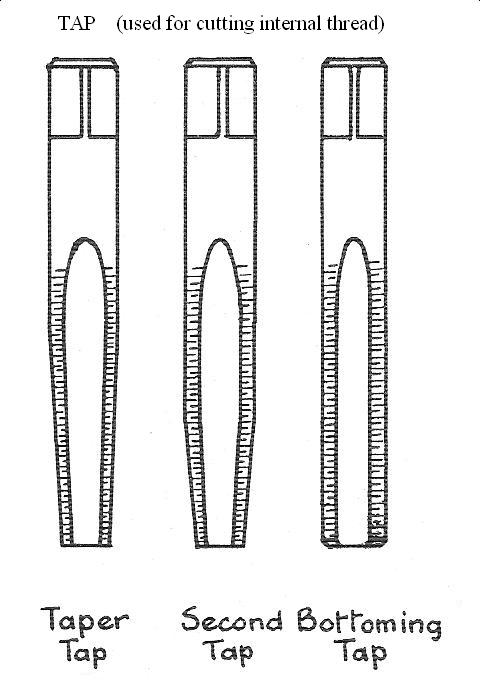 TAP (used for cutting internal thread)
Taper Second Bottoming
Tap Tap Tap